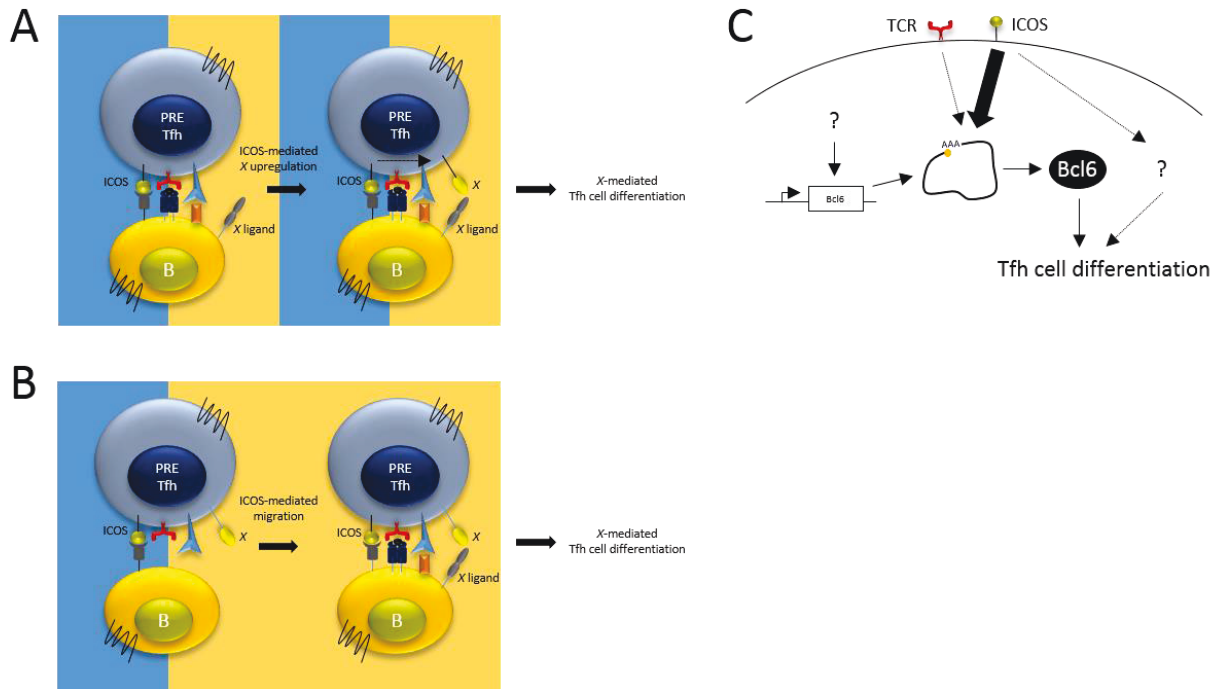 A
PRE
Tfh
ICOS
X ligand
B
ICOS-mediated
X upregulation
PRE
Tfh
ICOS
X
X ligand
B
X-mediated
Tfh cell differentiation
B
PRE
Tfh
ICOS
X
B
ICOS-mediated
migration
PRE
Tfh
ICOS
X
X ligand
B
X-mediated
Tfh cell differentiation
C
TCR
ICOS
?
AAA
Bcl6
Bcl6
?
Tfh cell differentiation